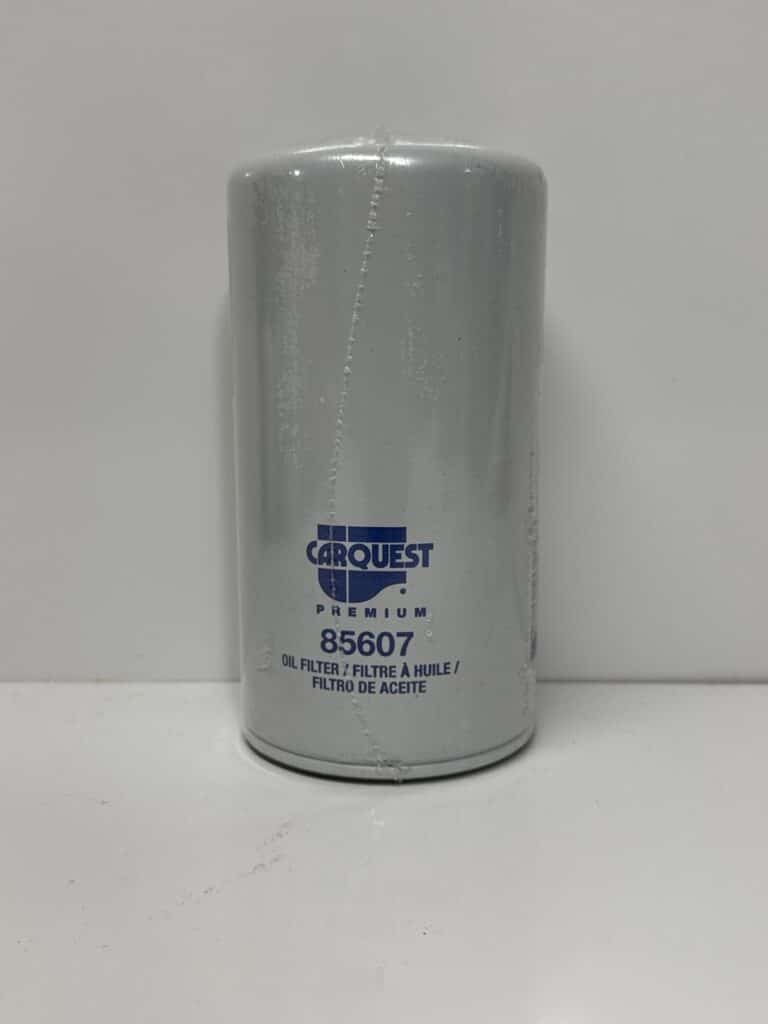 CARQUEST
PREMIUM
85607
OIL FILTER / FILTRE À HUILE /
FILTRO DE ACEITE